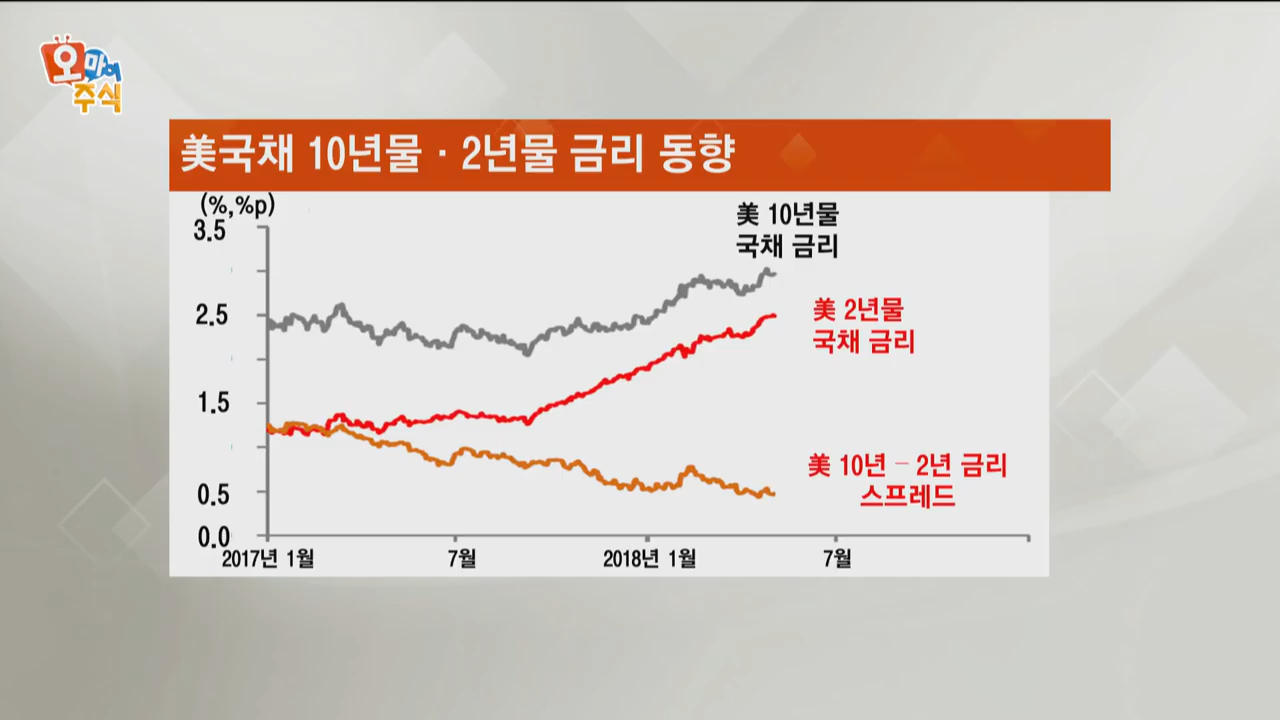 오마이
주식
美국채 10년물 · 2년물 금리 동향
(%,%p)
3.5
2.5
1.5
0.5
0.0
美 10년물
국채 금리
美 2년물
국채 금리
美 10년 - 2년 금리
스프레드
2017년 1월
7월
2018년 1월
7월